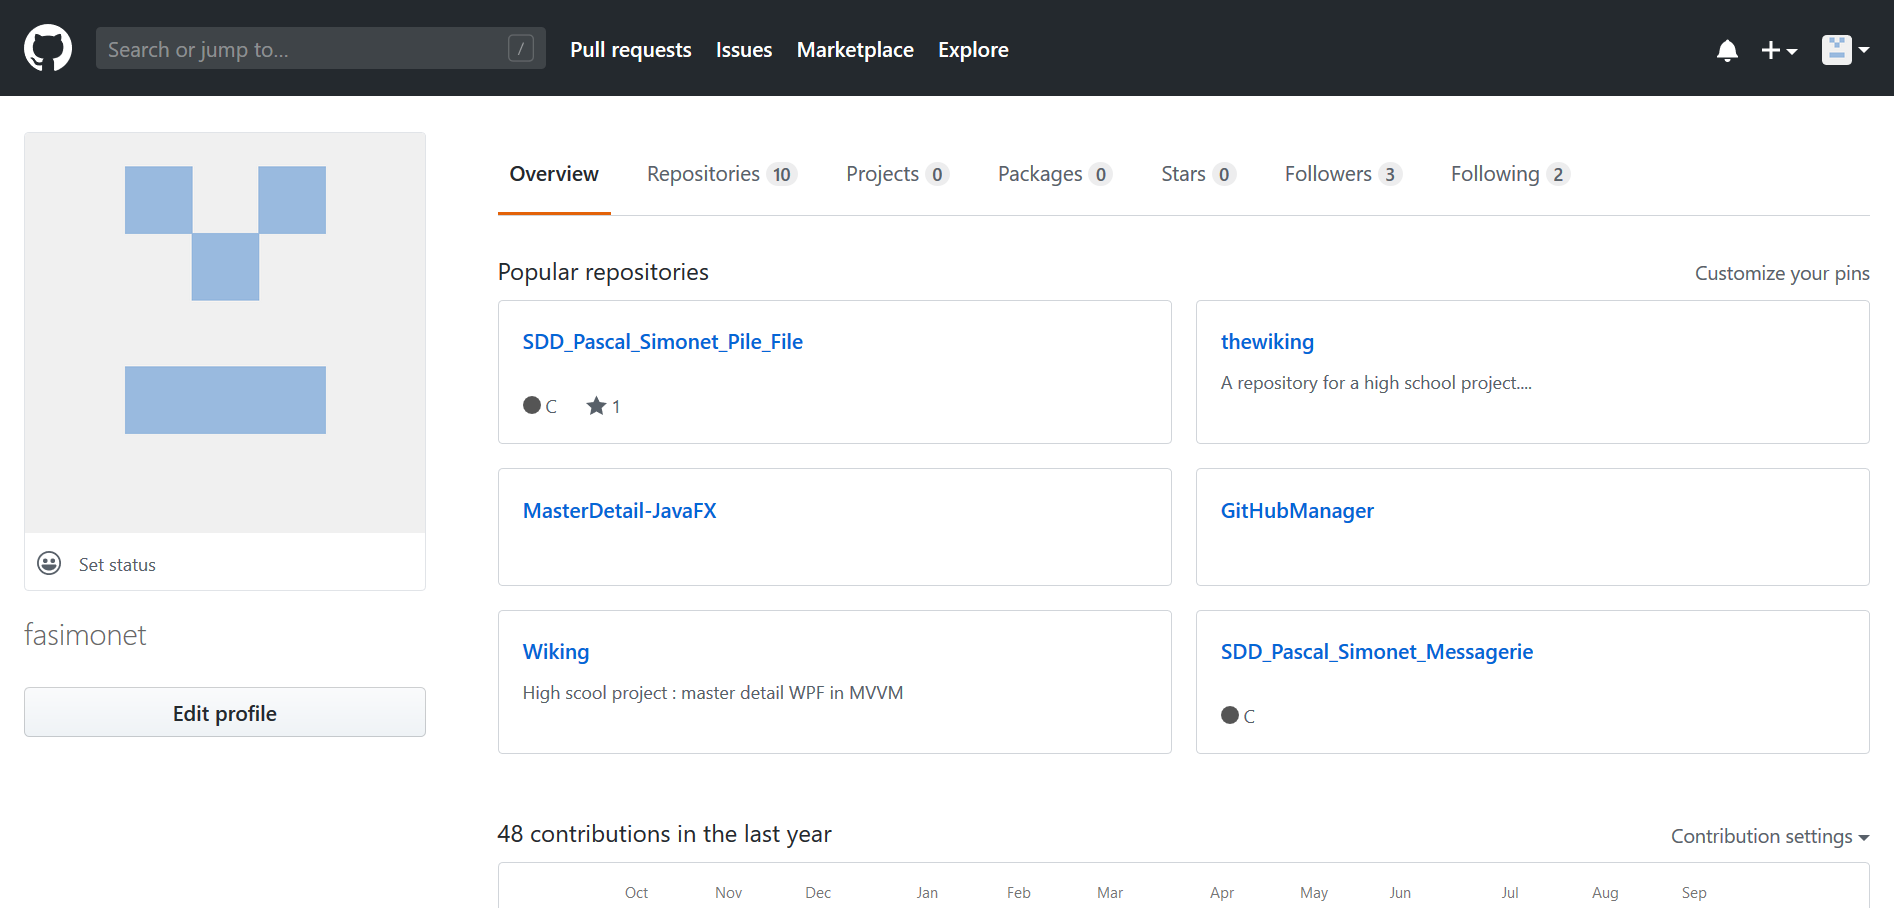 Search or jump to... / Pull requests Issues Marketplace Explore
Overview Repositories 10 Projects 0 Packages 0 Stars 0 Followers 3 Following 2
Popular repositories Customize your pins
SDD_Pascal_Simonet_Pile_File
C 1
thewiking
A repository for a high school project....
MasterDetail-JavaFX
GitHubManager
Set status
fasimonet
Edit profile
Wiking
High scool project : master detail WPF in MVVM
SDD_Pascal_Simonet_Messagerie
C
48 contributions in the last year Contribution settings
Oct Nov Dec Jan Feb Mar Apr May Jun Jul Aug Sep